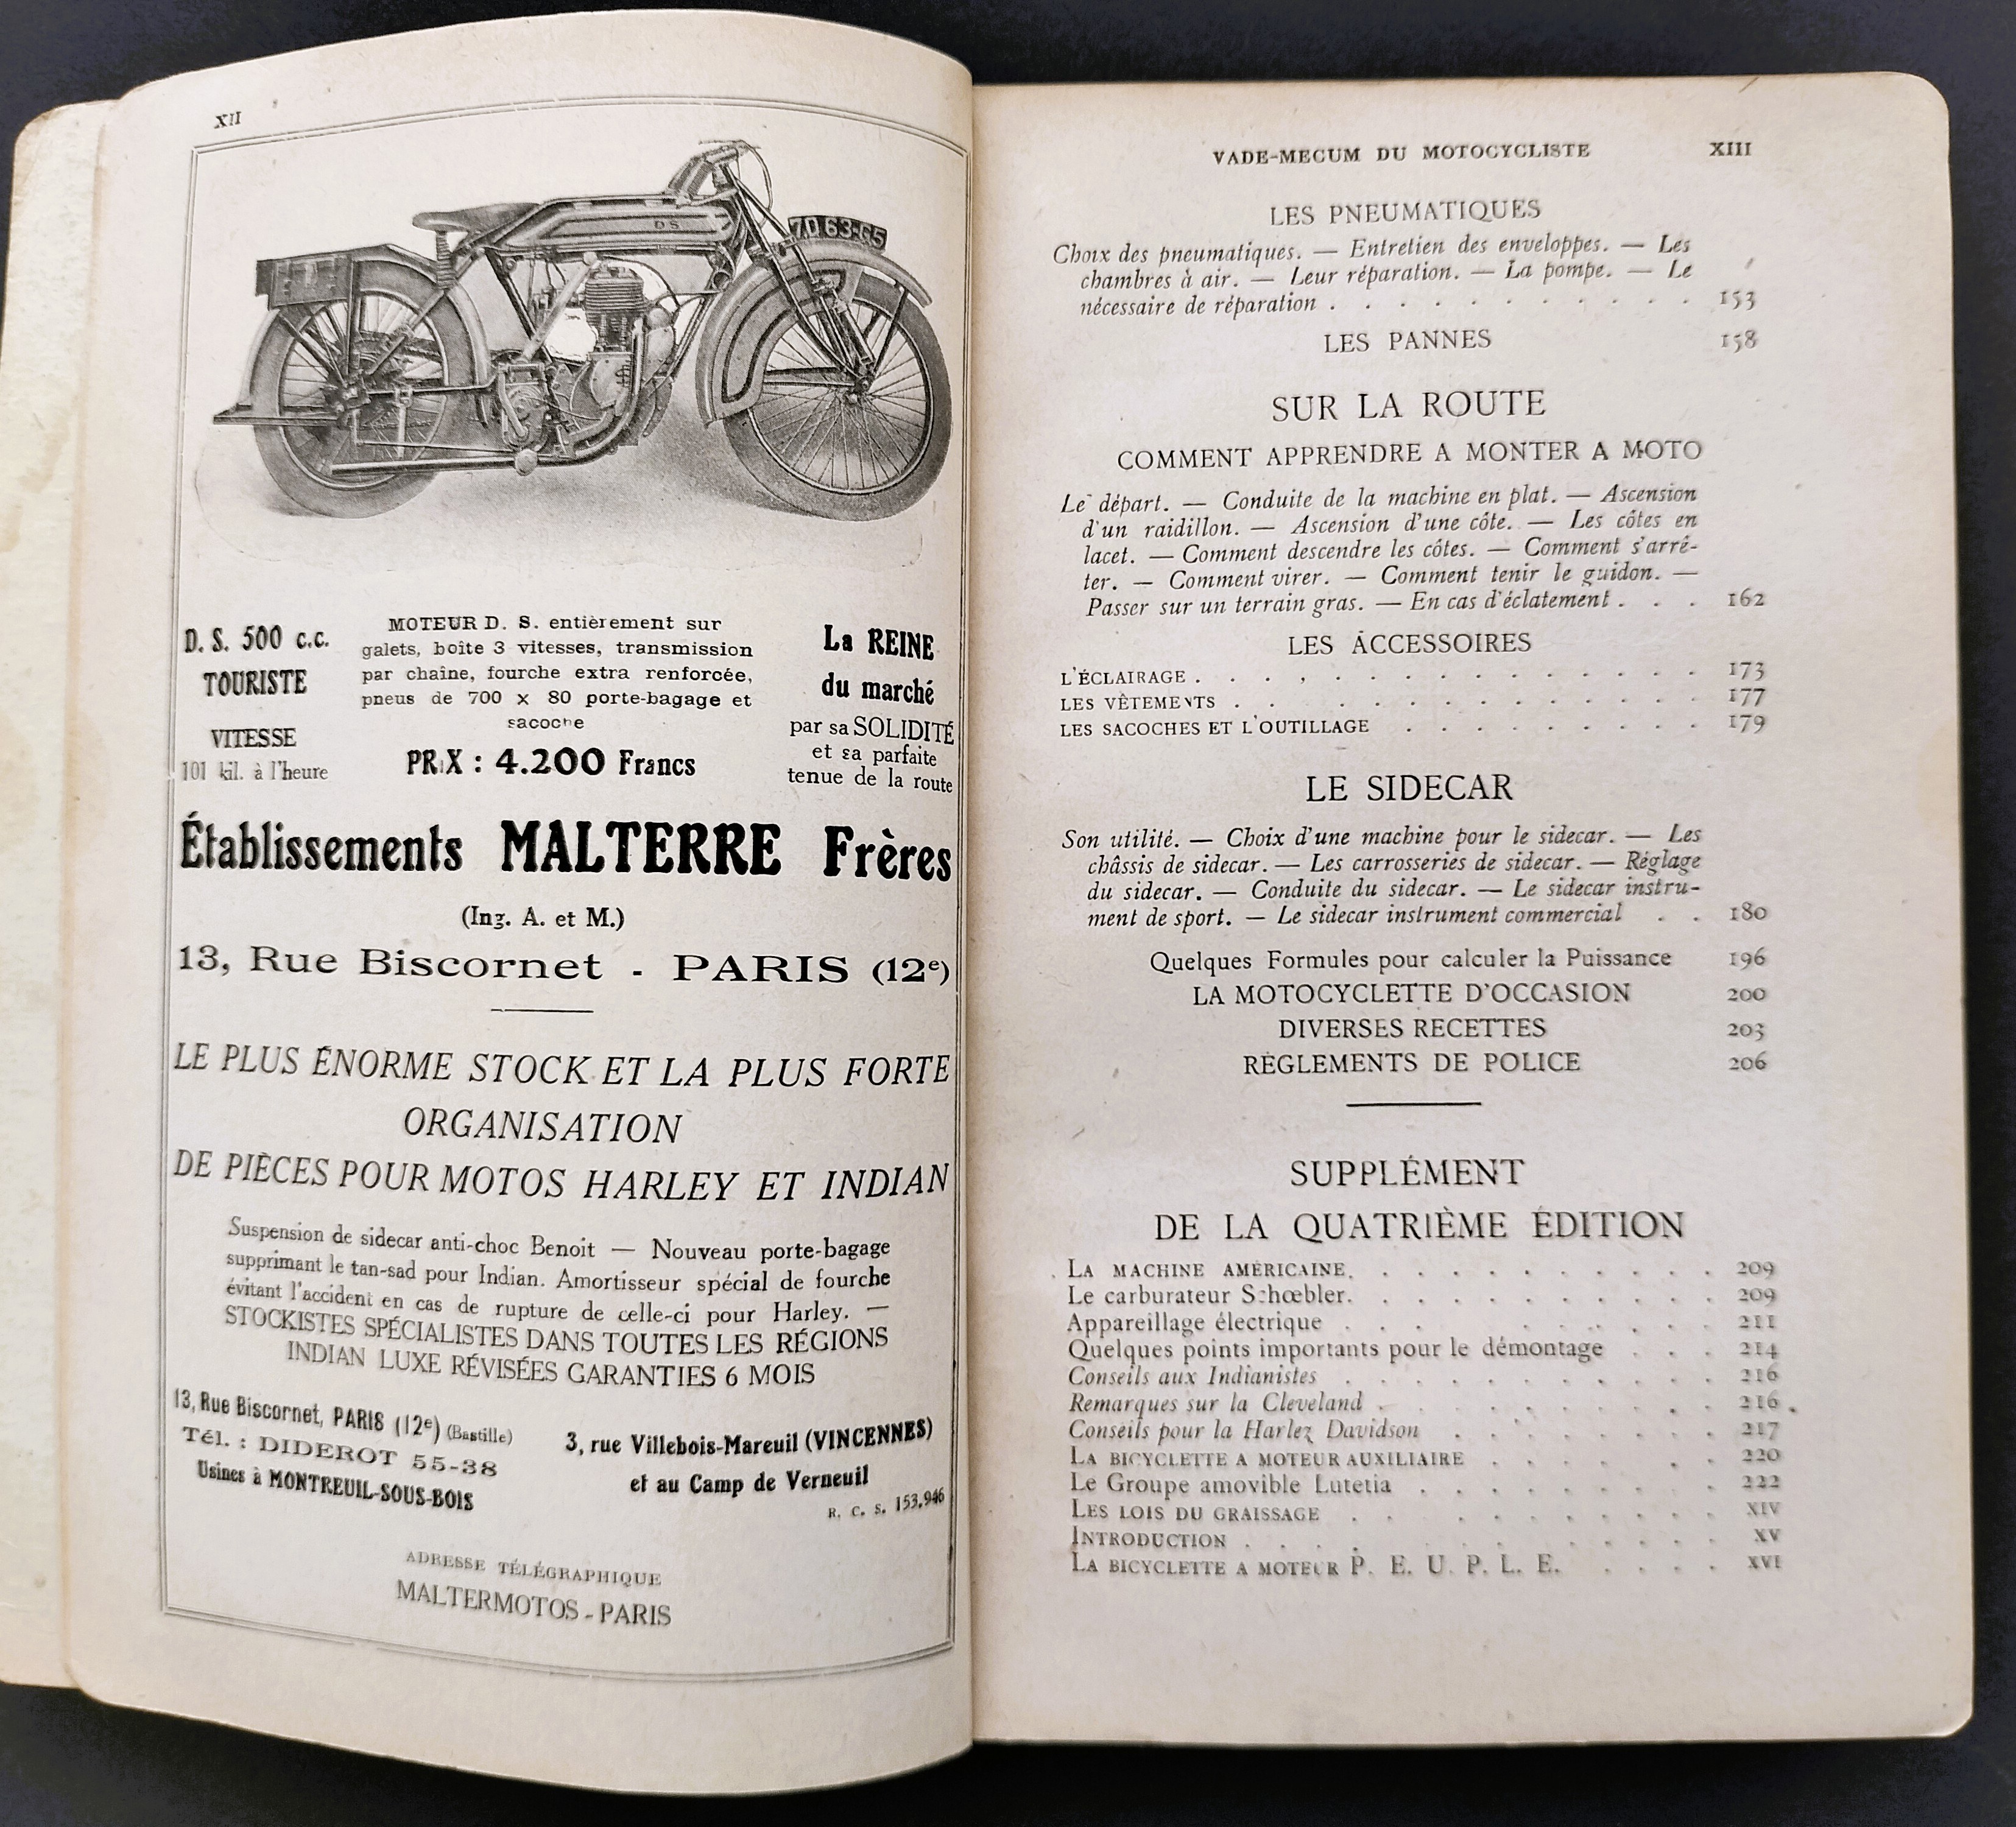 XII
DS
7D 63-65
D. S. 500 c.c.
TOURISTE
VITESSE
101 kil. à l'heure
MOTEUR D. S. entièrement sur
galets, boîte 3 vitesses, transmission
par chaîne, fourche extra renforcée,
pneus de 700 x 80 porte-bagage et
sacoche
PRIX : 4.200 Francs
La REINE
du marché
par sa SOLIDITÉ
et sa parfaite
tenue de la route
Établissements MALTERRE Frères
(Ing. A. et M.)
13, Rue Biscornet - PARIS (12e)
LE PLUS ÉNORME STOCK ET LA PLUS FORTE
ORGANISATION
DE PIÈCES POUR MOTOS HARLEY ET INDIAN
Suspension de sidecar anti-choc Benoit — Nouveau porte-bagage
supprimant le tan-sad pour Indian. Amortisseur spécial de fourche
évitant l'accident en cas de rupture de celle-ci pour Harley. —
STOCKISTES SPÉCIALISTES DANS TOUTES LES RÉGIONS
INDIAN LUXE RÉVISÉES GARANTIES 6 MOIS
13, Rue Biscornet, PARIS (12e) (Bastille)
Tél. : DIDEROT 55-38
Usines à MONTREUIL-SOUS-BOIS
3, rue Villebois-Mareuil (VINCENNES)
et au Camp de Verneuil
R. C. S. 153.946
ADRESSE TÉLÉGRAPHIQUE
MALTERMOTOS - PARIS
VADE-MECUM DU MOTOCYCLISTE XIII
LES PNEUMATIQUES
Choix des pneumatiques. — Entretien des enveloppes. — Les
chambres à air. — Leur réparation. — La pompe. — Le
nécessaire de réparation . . . . . . . . . . . 153
LES PANNES 158
SUR LA ROUTE
COMMENT APPRENDRE A MONTER A MOTO
Le départ. — Conduite de la machine en plat. — Ascension
d'un raidillon. — Ascension d'une côte. — Les côtes en
lacet. — Comment descendre les côtes. — Comment s'arrê-
ter. — Comment virer. — Comment tenir le guidon. —
Passer sur un terrain gras. — En cas d'éclatement . . . 162
LES ACCESSOIRES
L'ÉCLAIRAGE . . . . . . . . . . . . . 173
LES VÊTEMENTS . . . . . . . . . . . . 177
LES SACOCHES ET L'OUTILLAGE . . . . . . . . 179
LE SIDECAR
Son utilité. — Choix d'une machine pour le sidecar. — Les
châssis de sidecar. — Les carrosseries de sidecar. — Réglage
du sidecar. — Conduite du sidecar. — Le sidecar instru-
ment de sport. — Le sidecar instrument commercial . . 180
Quelques Formules pour calculer la Puissance 196
LA MOTOCYCLETTE D'OCCASION 200
DIVERSES RECETTES 203
RÈGLEMENTS DE POLICE 206
SUPPLÉMENT
DE LA QUATRIÈME ÉDITION
LA MACHINE AMÉRICAINE. . . . . . . . . . . 209
Le carburateur Schœbler. . . . . . . . . . . 209
Appareillage électrique . . . . . . . . . . 211
Quelques points importants pour le démontage . . . 214
Conseils aux Indianistes . . . . . . . . . . 216
Remarques sur la Cleveland . . . . . . . . . 216
Conseils pour la Harlez Davidson . . . . . . . 217
LA BICYCLETTE A MOTEUR AUXILIAIRE . . . . . . 220
Le Groupe amovible Lutetia . . . . . . . . 222
LES LOIS DU GRAISSAGE . . . . . . . . . . XIV
INTRODUCTION . . . . . . . . . . . . . XV
LA BICYCLETTE A MOTEUR P. E. U. P. L. E. . . . . XVI